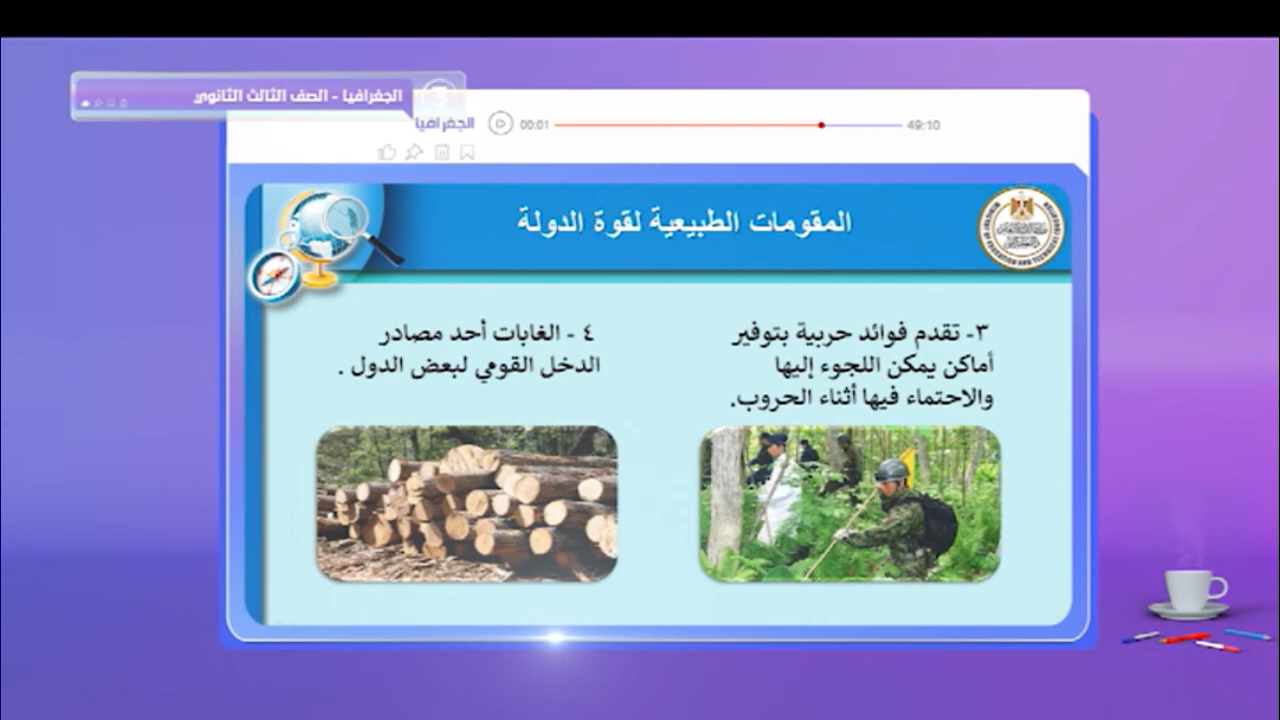 الجغرافيا - الصف الثالث الثانوي
الجغرافيا
00:01
49:10
المقومات الطبيعية لقوة الدولة
٣- تقدم فوائد حربية بتوفير
أماكن يمكن اللجوء إليها
والاحتماء فيها أثناء الحروب.
٤ - الغابات أحد مصادر
الدخل القومي لبعض الدول .